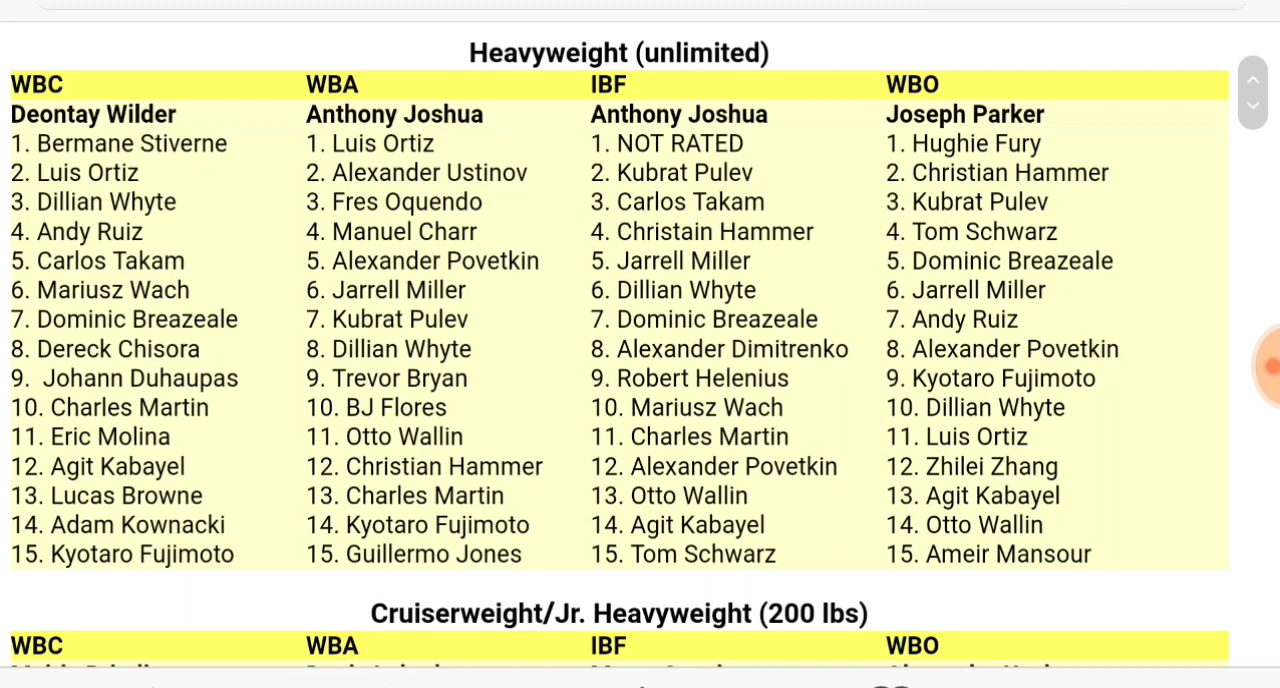 Heavyweight (unlimited)
WBC WBA IBF WBO
Deontay Wilder Anthony Joshua Anthony Joshua Joseph Parker
1. Bermane Stiverne 1. Luis Ortiz 1. NOT RATED 1. Hughie Fury
2. Luis Ortiz 2. Alexander Ustinov 2. Kubrat Pulev 2. Christian Hammer
3. Dillian Whyte 3. Fres Oquendo 3. Carlos Takam 3. Kubrat Pulev
4. Andy Ruiz 4. Manuel Charr 4. Christain Hammer 4. Tom Schwarz
5. Carlos Takam 5. Alexander Povetkin 5. Jarrell Miller 5. Dominic Breazeale
6. Mariusz Wach 6. Jarrell Miller 6. Dillian Whyte 6. Jarrell Miller
7. Dominic Breazeale 7. Kubrat Pulev 7. Dominic Breazeale 7. Andy Ruiz
8. Dereck Chisora 8. Dillian Whyte 8. Alexander Dimitrenko 8. Alexander Povetkin
9. Johann Duhaupas 9. Trevor Bryan 9. Robert Helenius 9. Kyotaro Fujimoto
10. Charles Martin 10. BJ Flores 10. Mariusz Wach 10. Dillian Whyte
11. Eric Molina 11. Otto Wallin 11. Charles Martin 11. Luis Ortiz
12. Agit Kabayel 12. Christian Hammer 12. Alexander Povetkin 12. Zhilei Zhang
13. Lucas Browne 13. Charles Martin 13. Otto Wallin 13. Agit Kabayel
14. Adam Kownacki 14. Kyotaro Fujimoto 14. Agit Kabayel 14. Otto Wallin
15. Kyotaro Fujimoto 15. Guillermo Jones 15. Tom Schwarz 15. Ameir Mansour
Cruiserweight/Jr. Heavyweight (200 lbs)
WBC WBA IBF WBO